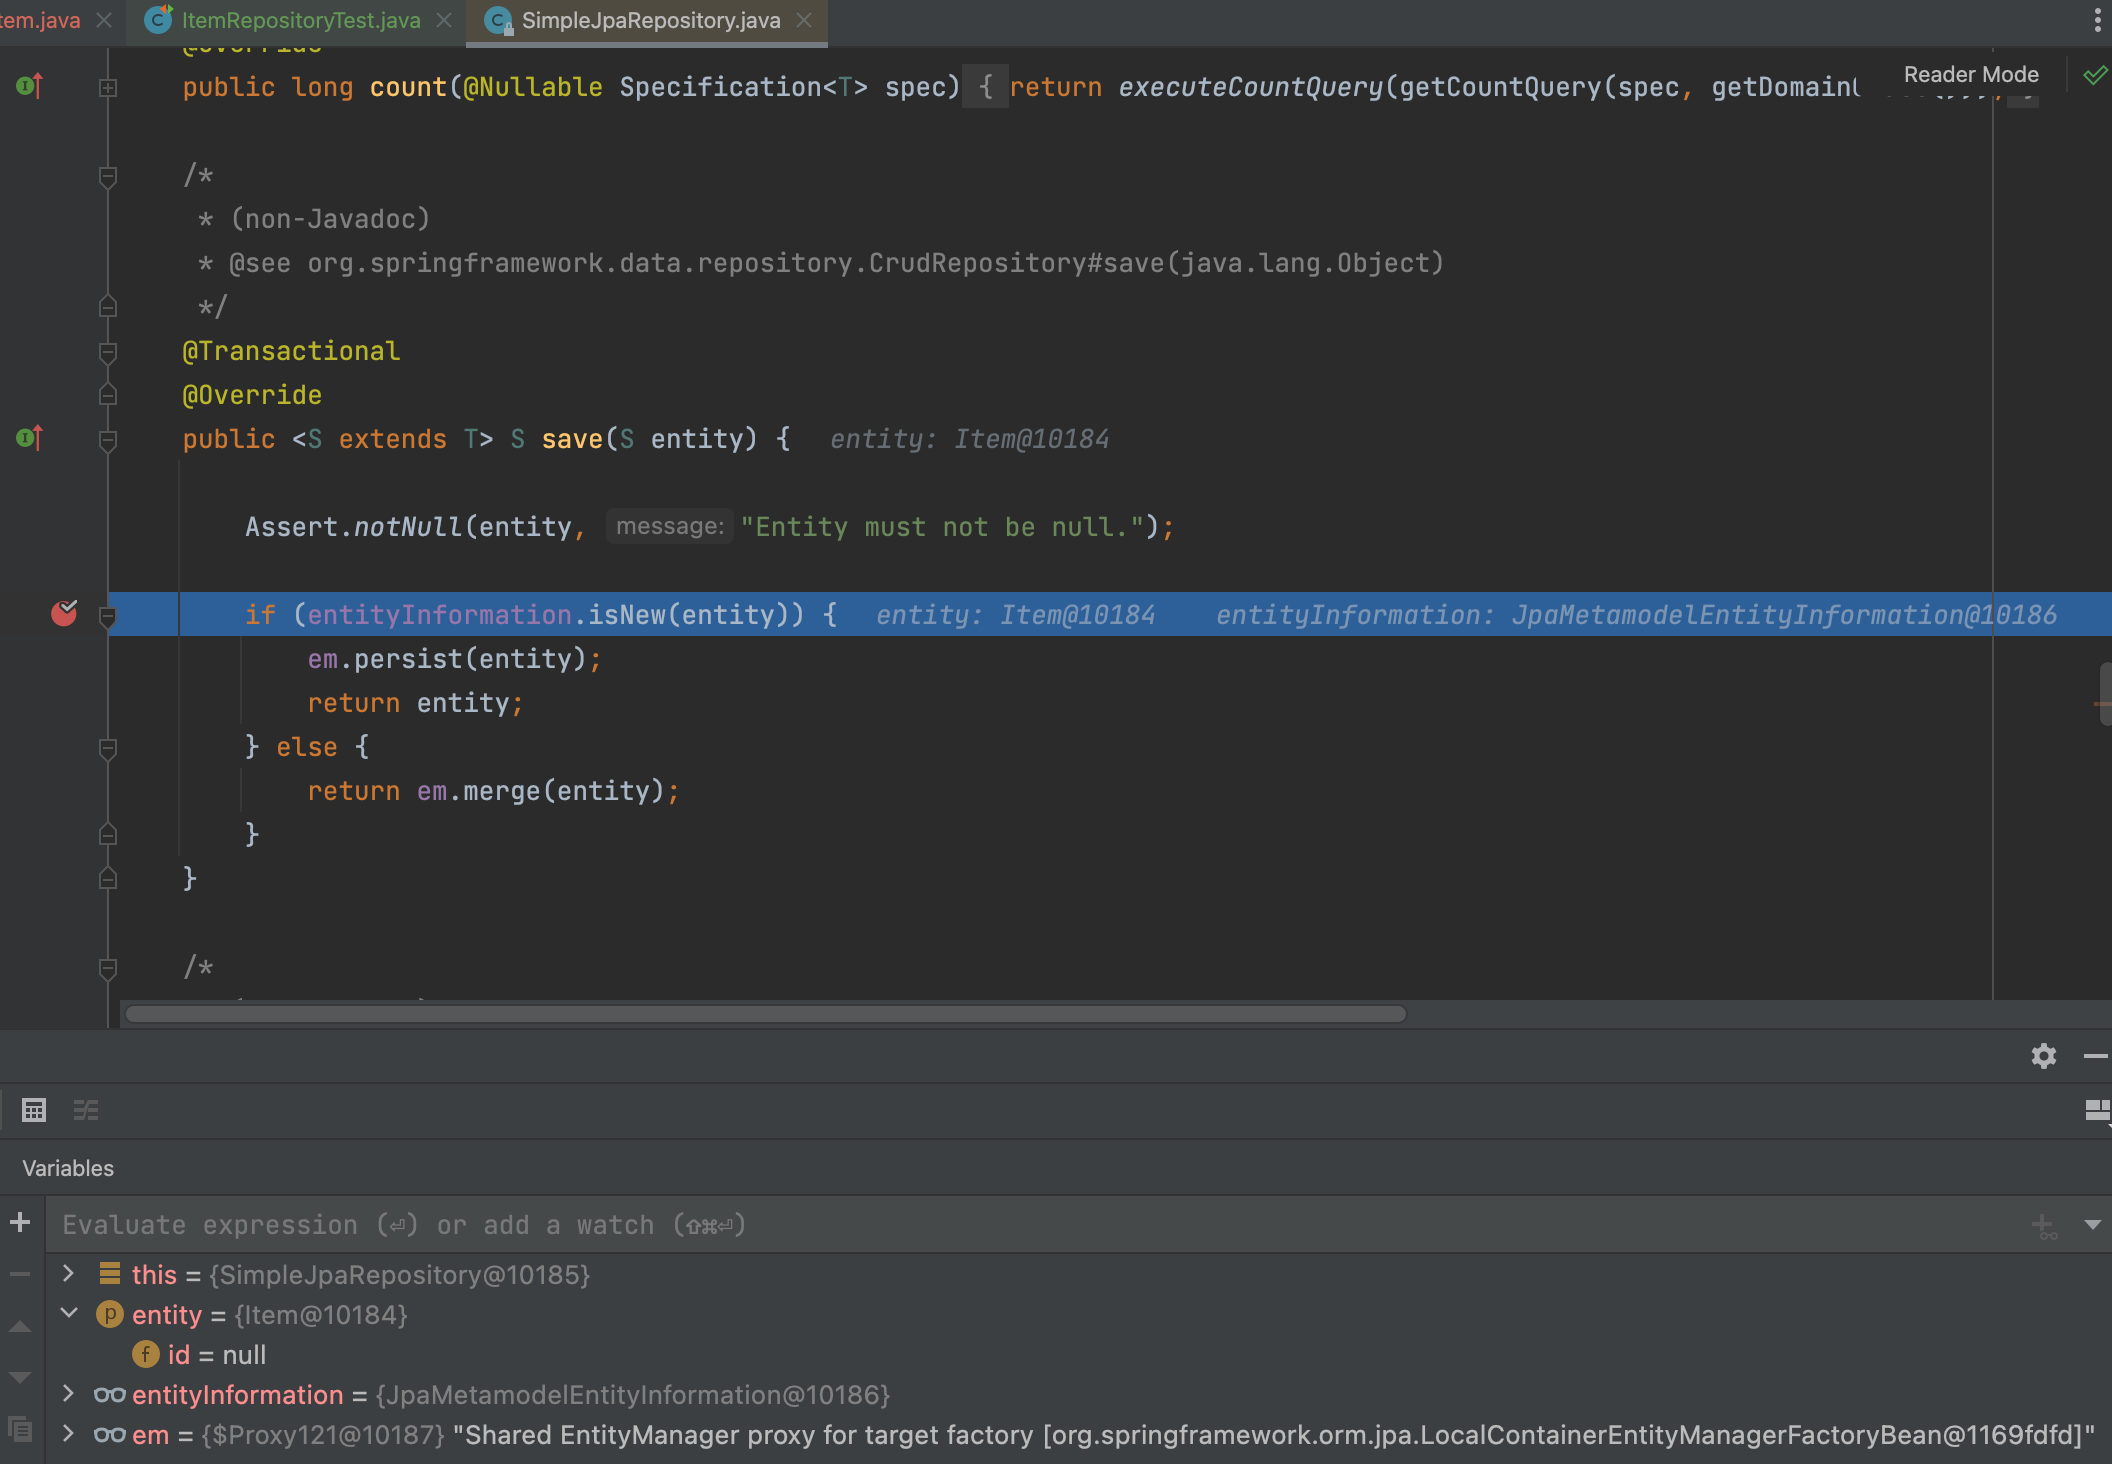 tem.java ItemRepositoryTest.java SimpleJpaRepository.java
@Override
public long count(@Nullable Specification<T> spec) { return executeCountQuery(getCountQuery(spec, getDomain
Reader Mode
/*
* (non-Javadoc)
* @see org.springframework.data.repository.CrudRepository#save(java.lang.Object)
*/
@Transactional
@Override
public <S extends T> S save(S entity) { entity: Item@10184
Assert.notNull(entity, message: "Entity must not be null.");
if (entityInformation.isNew(entity)) { entity: Item@10184 entityInformation: JpaMetamodelEntityInformation@10186
em.persist(entity);
return entity;
} else {
return em.merge(entity);
}
}
/*
Variables
Evaluate expression (⏎) or add a watch (⇧⌘⏎)
this = {SimpleJpaRepository@10185}
p entity = {Item@10184}
f id = null
entityInformation = {JpaMetamodelEntityInformation@10186}
em = {$Proxy121@10187} "Shared EntityManager proxy for target factory [org.springframework.orm.jpa.LocalContainerEntityManagerFactoryBean@1169fdfd]"